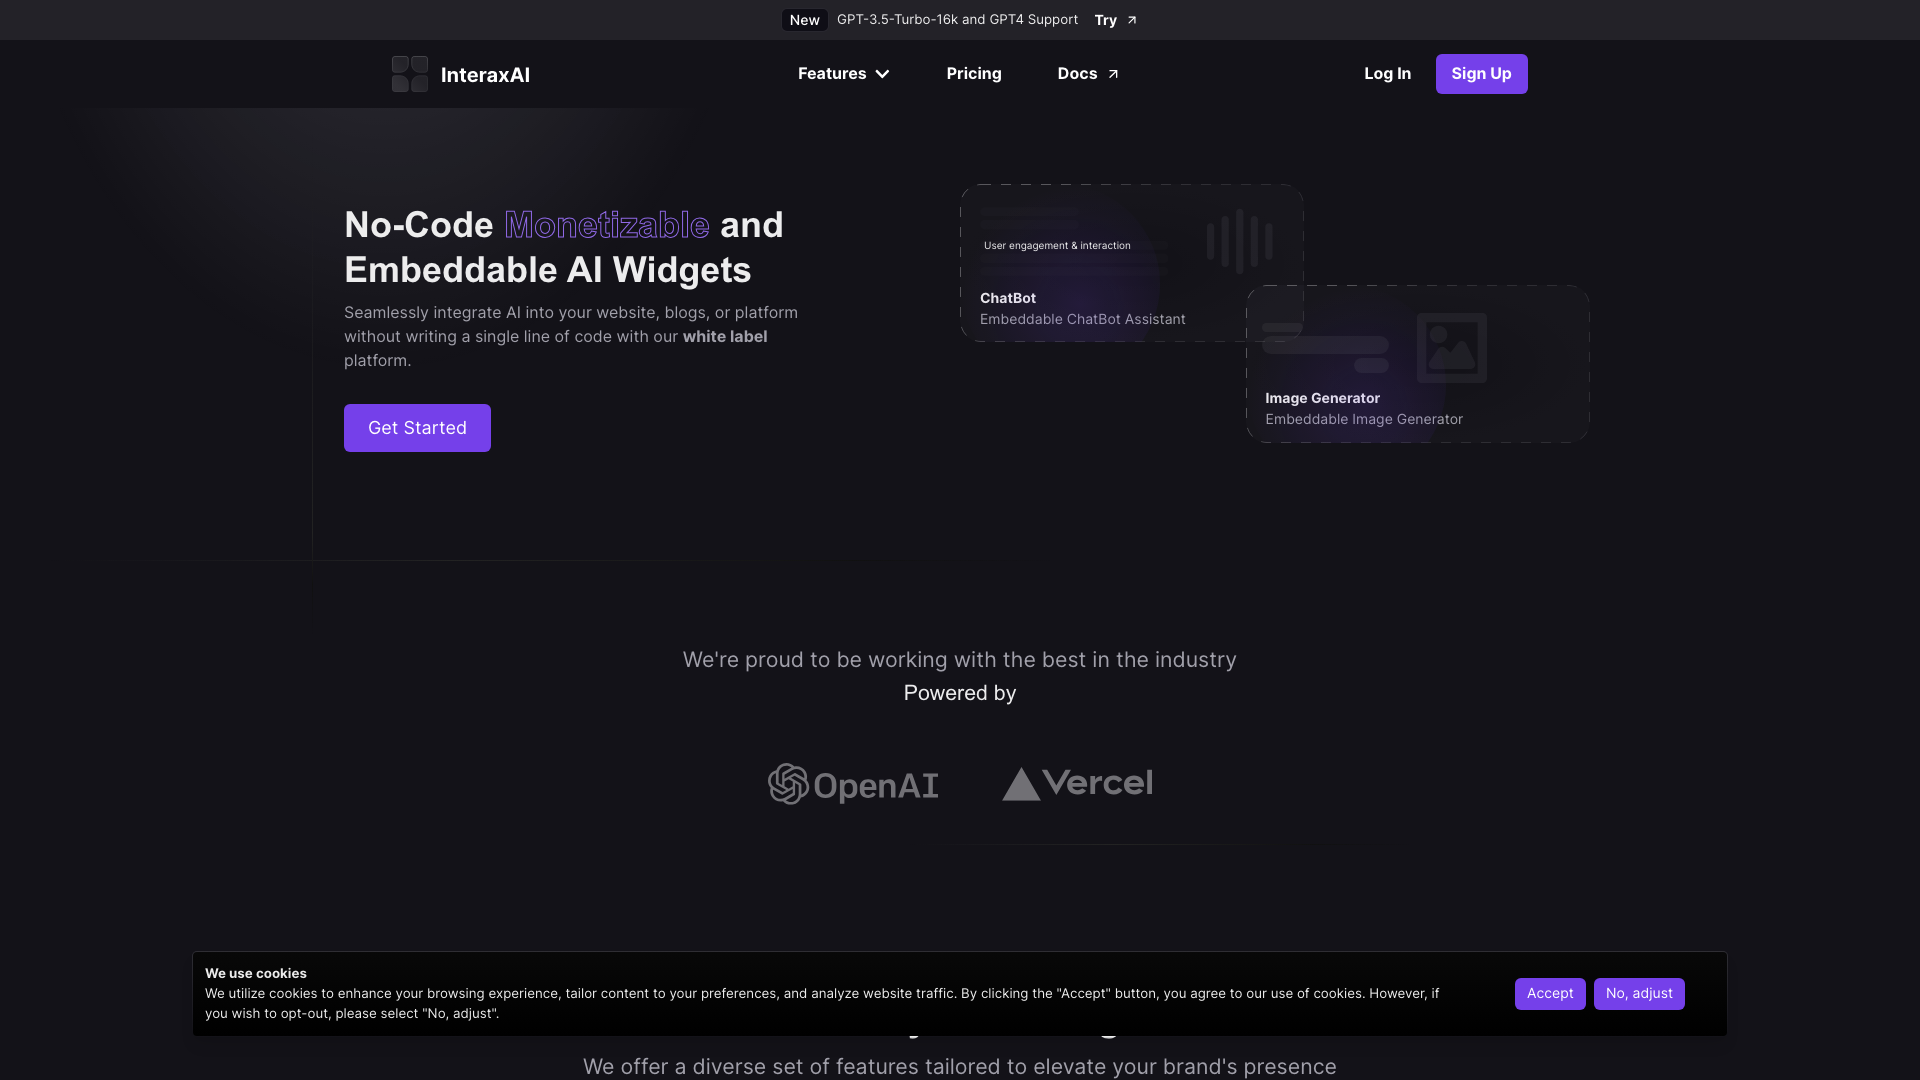 New GPT-3.5-Turbo-16k and GPT4 Support Try
InteraxAI
Features
Pricing
Docs
Log In
Sign Up
No-Code Monetizable and
Embeddable AI Widgets
Seamlessly integrate AI into your website, blogs, or platform
without writing a single line of code with our white label
platform.
Get Started
User engagement & interaction
ChatBot
Embeddable ChatBot Assistant
Image Generator
Embeddable Image Generator
We're proud to be working with the best in the industry
Powered by
OpenAI
Vercel
We use cookies
We utilize cookies to enhance your browsing experience, tailor content to your preferences, and analyze website traffic. By clicking the "Accept" button, you agree to our use of cookies. However, if
you wish to opt-out, please select "No, adjust".
Accept
No, adjust
We offer a diverse set of features tailored to elevate your brand's presence